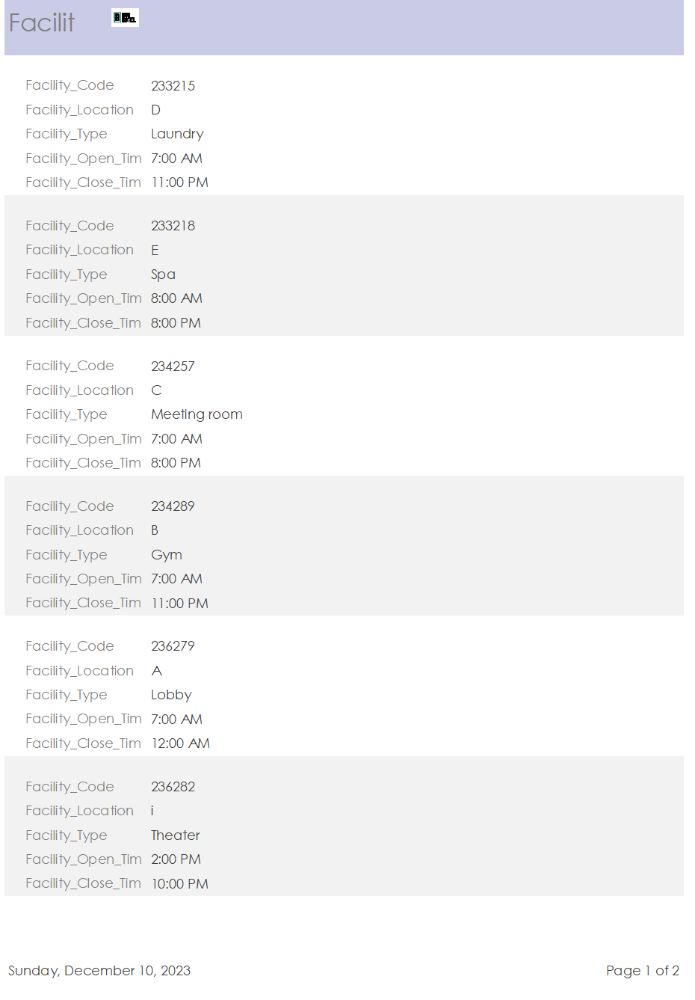 Facilit
Facility_Code 233215
Facility_Location D
Facility_Type Laundry
Facility_Open_Tim 7:00 AM
Facility_Close_Tim 11:00 PM
Facility_Code 233218
Facility_Location E
Facility_Type Spa
Facility_Open_Tim 8:00 AM
Facility_Close_Tim 8:00 PM
Facility_Code 234257
Facility_Location C
Facility_Type Meeting room
Facility_Open_Tim 7:00 AM
Facility_Close_Tim 8:00 PM
Facility_Code 234289
Facility_Location B
Facility_Type Gym
Facility_Open_Tim 7:00 AM
Facility_Close_Tim 11:00 PM
Facility_Code 236279
Facility_Location A
Facility_Type Lobby
Facility_Open_Tim 7:00 AM
Facility_Close_Tim 12:00 AM
Facility_Code 236282
Facility_Location i
Facility_Type Theater
Facility_Open_Tim 2:00 PM
Facility_Close_Tim 10:00 PM
Sunday, December 10, 2023 Page 1 of 2